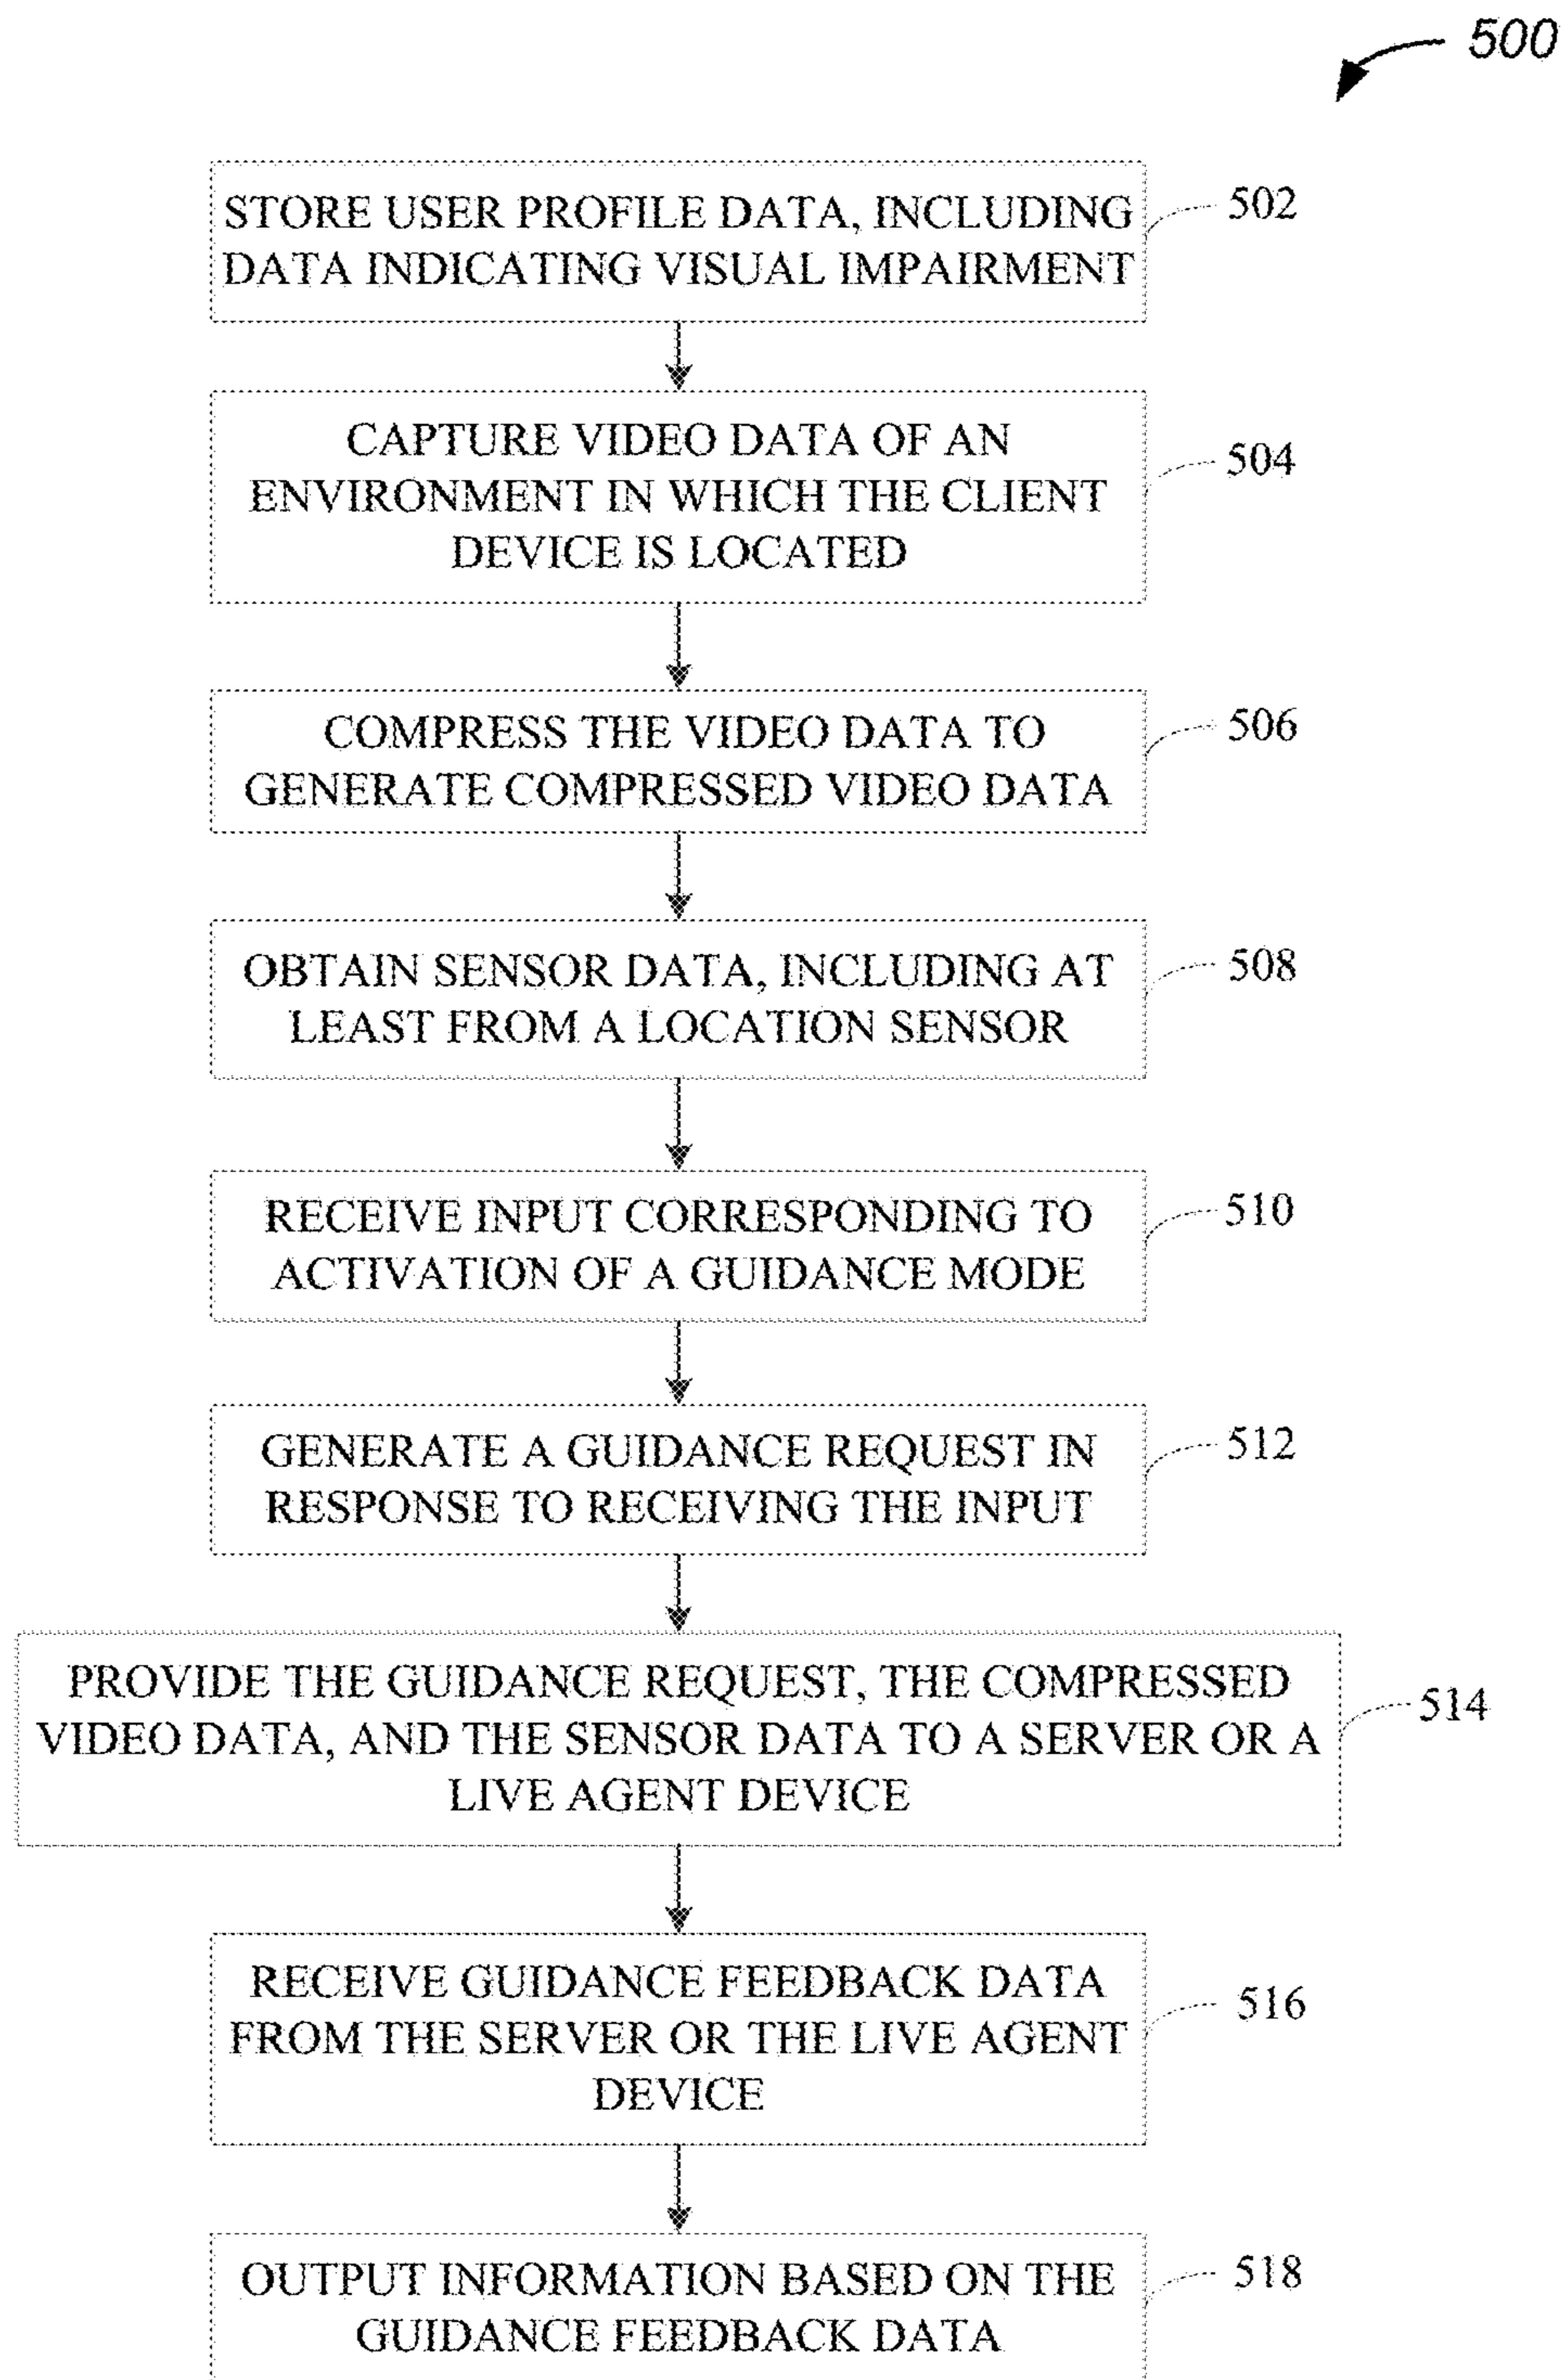 500
STORE USER PROFILE DATA, INCLUDING
DATA INDICATING VISUAL IMPAIRMENT
502
CAPTURE VIDEO DATA OF AN
ENVIRONMENT IN WHICH THE CLIENT
DEVICE IS LOCATED
504
COMPRESS THE VIDEO DATA TO
GENERATE COMPRESSED VIDEO DATA
506
OBTAIN SENSOR DATA, INCLUDING AT
LEAST FROM A LOCATION SENSOR
508
RECEIVE INPUT CORRESPONDING TO
ACTIVATION OF A GUIDANCE MODE
510
GENERATE A GUIDANCE REQUEST IN
RESPONSE TO RECEIVING THE INPUT
512
PROVIDE THE GUIDANCE REQUEST, THE COMPRESSED
VIDEO DATA, AND THE SENSOR DATA TO A SERVER OR A
LIVE AGENT DEVICE
514
RECEIVE GUIDANCE FEEDBACK DATA
FROM THE SERVER OR THE LIVE AGENT
DEVICE
516
OUTPUT INFORMATION BASED ON THE
GUIDANCE FEEDBACK DATA
518